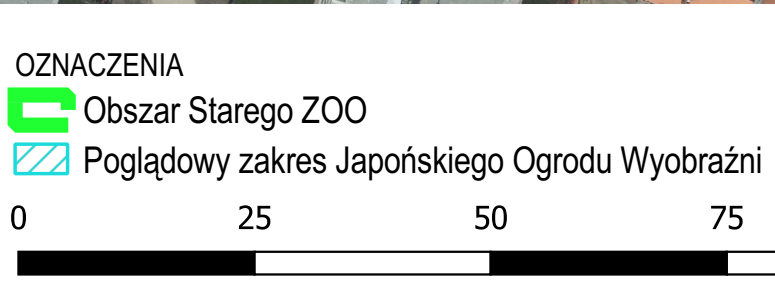 OZNACZENIA
Obszar Starego ZOO
Poglądowy zakres Japońskiego Ogrodu Wyobraźni
0 25 50 75